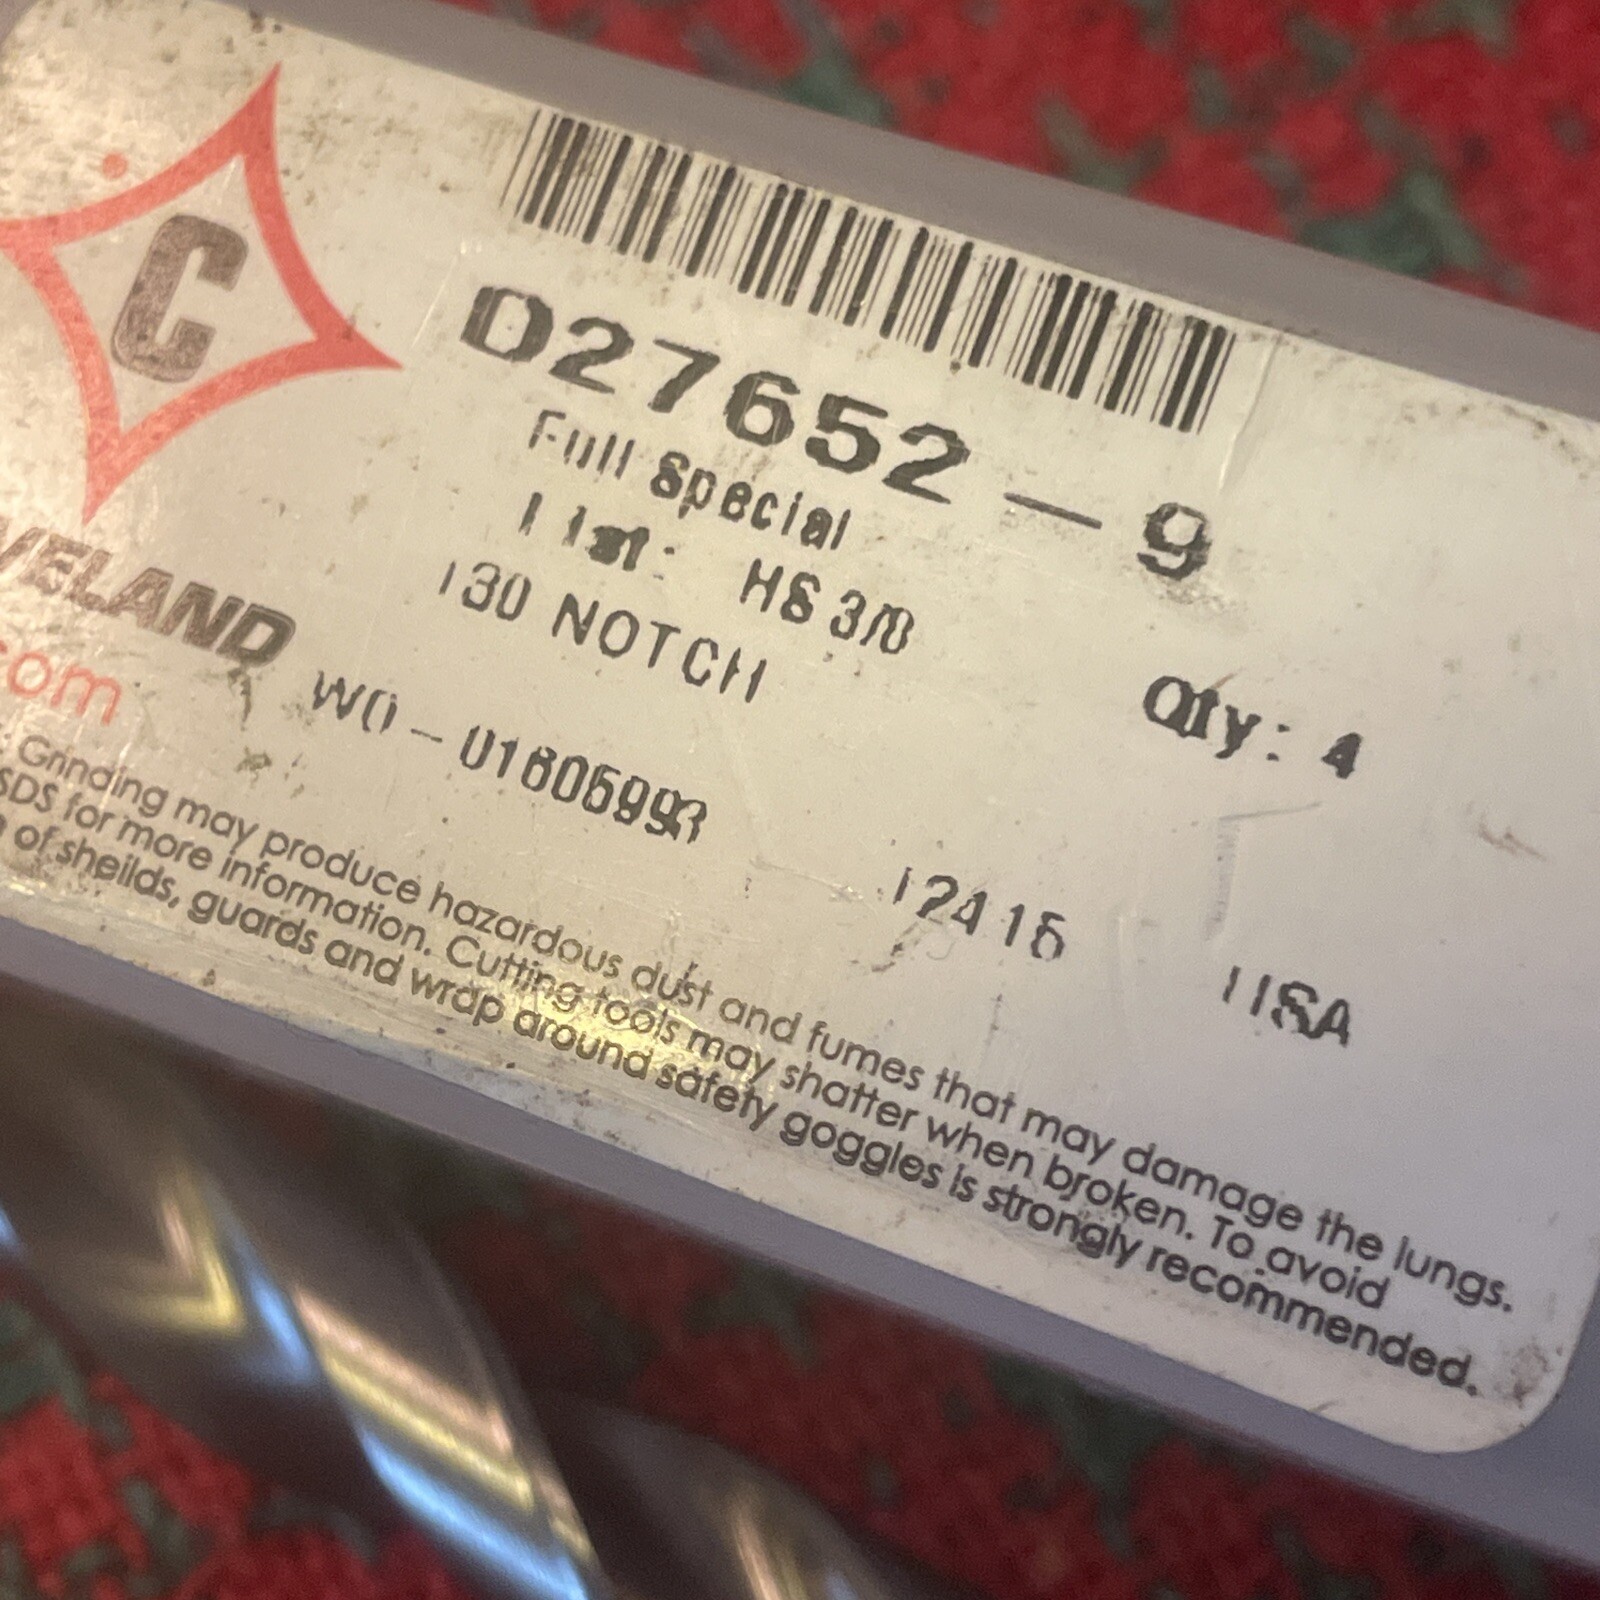 C
D27652-9
Full Special
List: HS 3/8
130 NOTCH
Qty: 4
VELAND
com
12415
USA
Grinding may produce hazardous dust and fumes that may damage the lungs.
SDS for more information. Cutting tools may shatter when broken. To avoid
of sheilds, guards and wrap around safety goggles is strongly recommended.